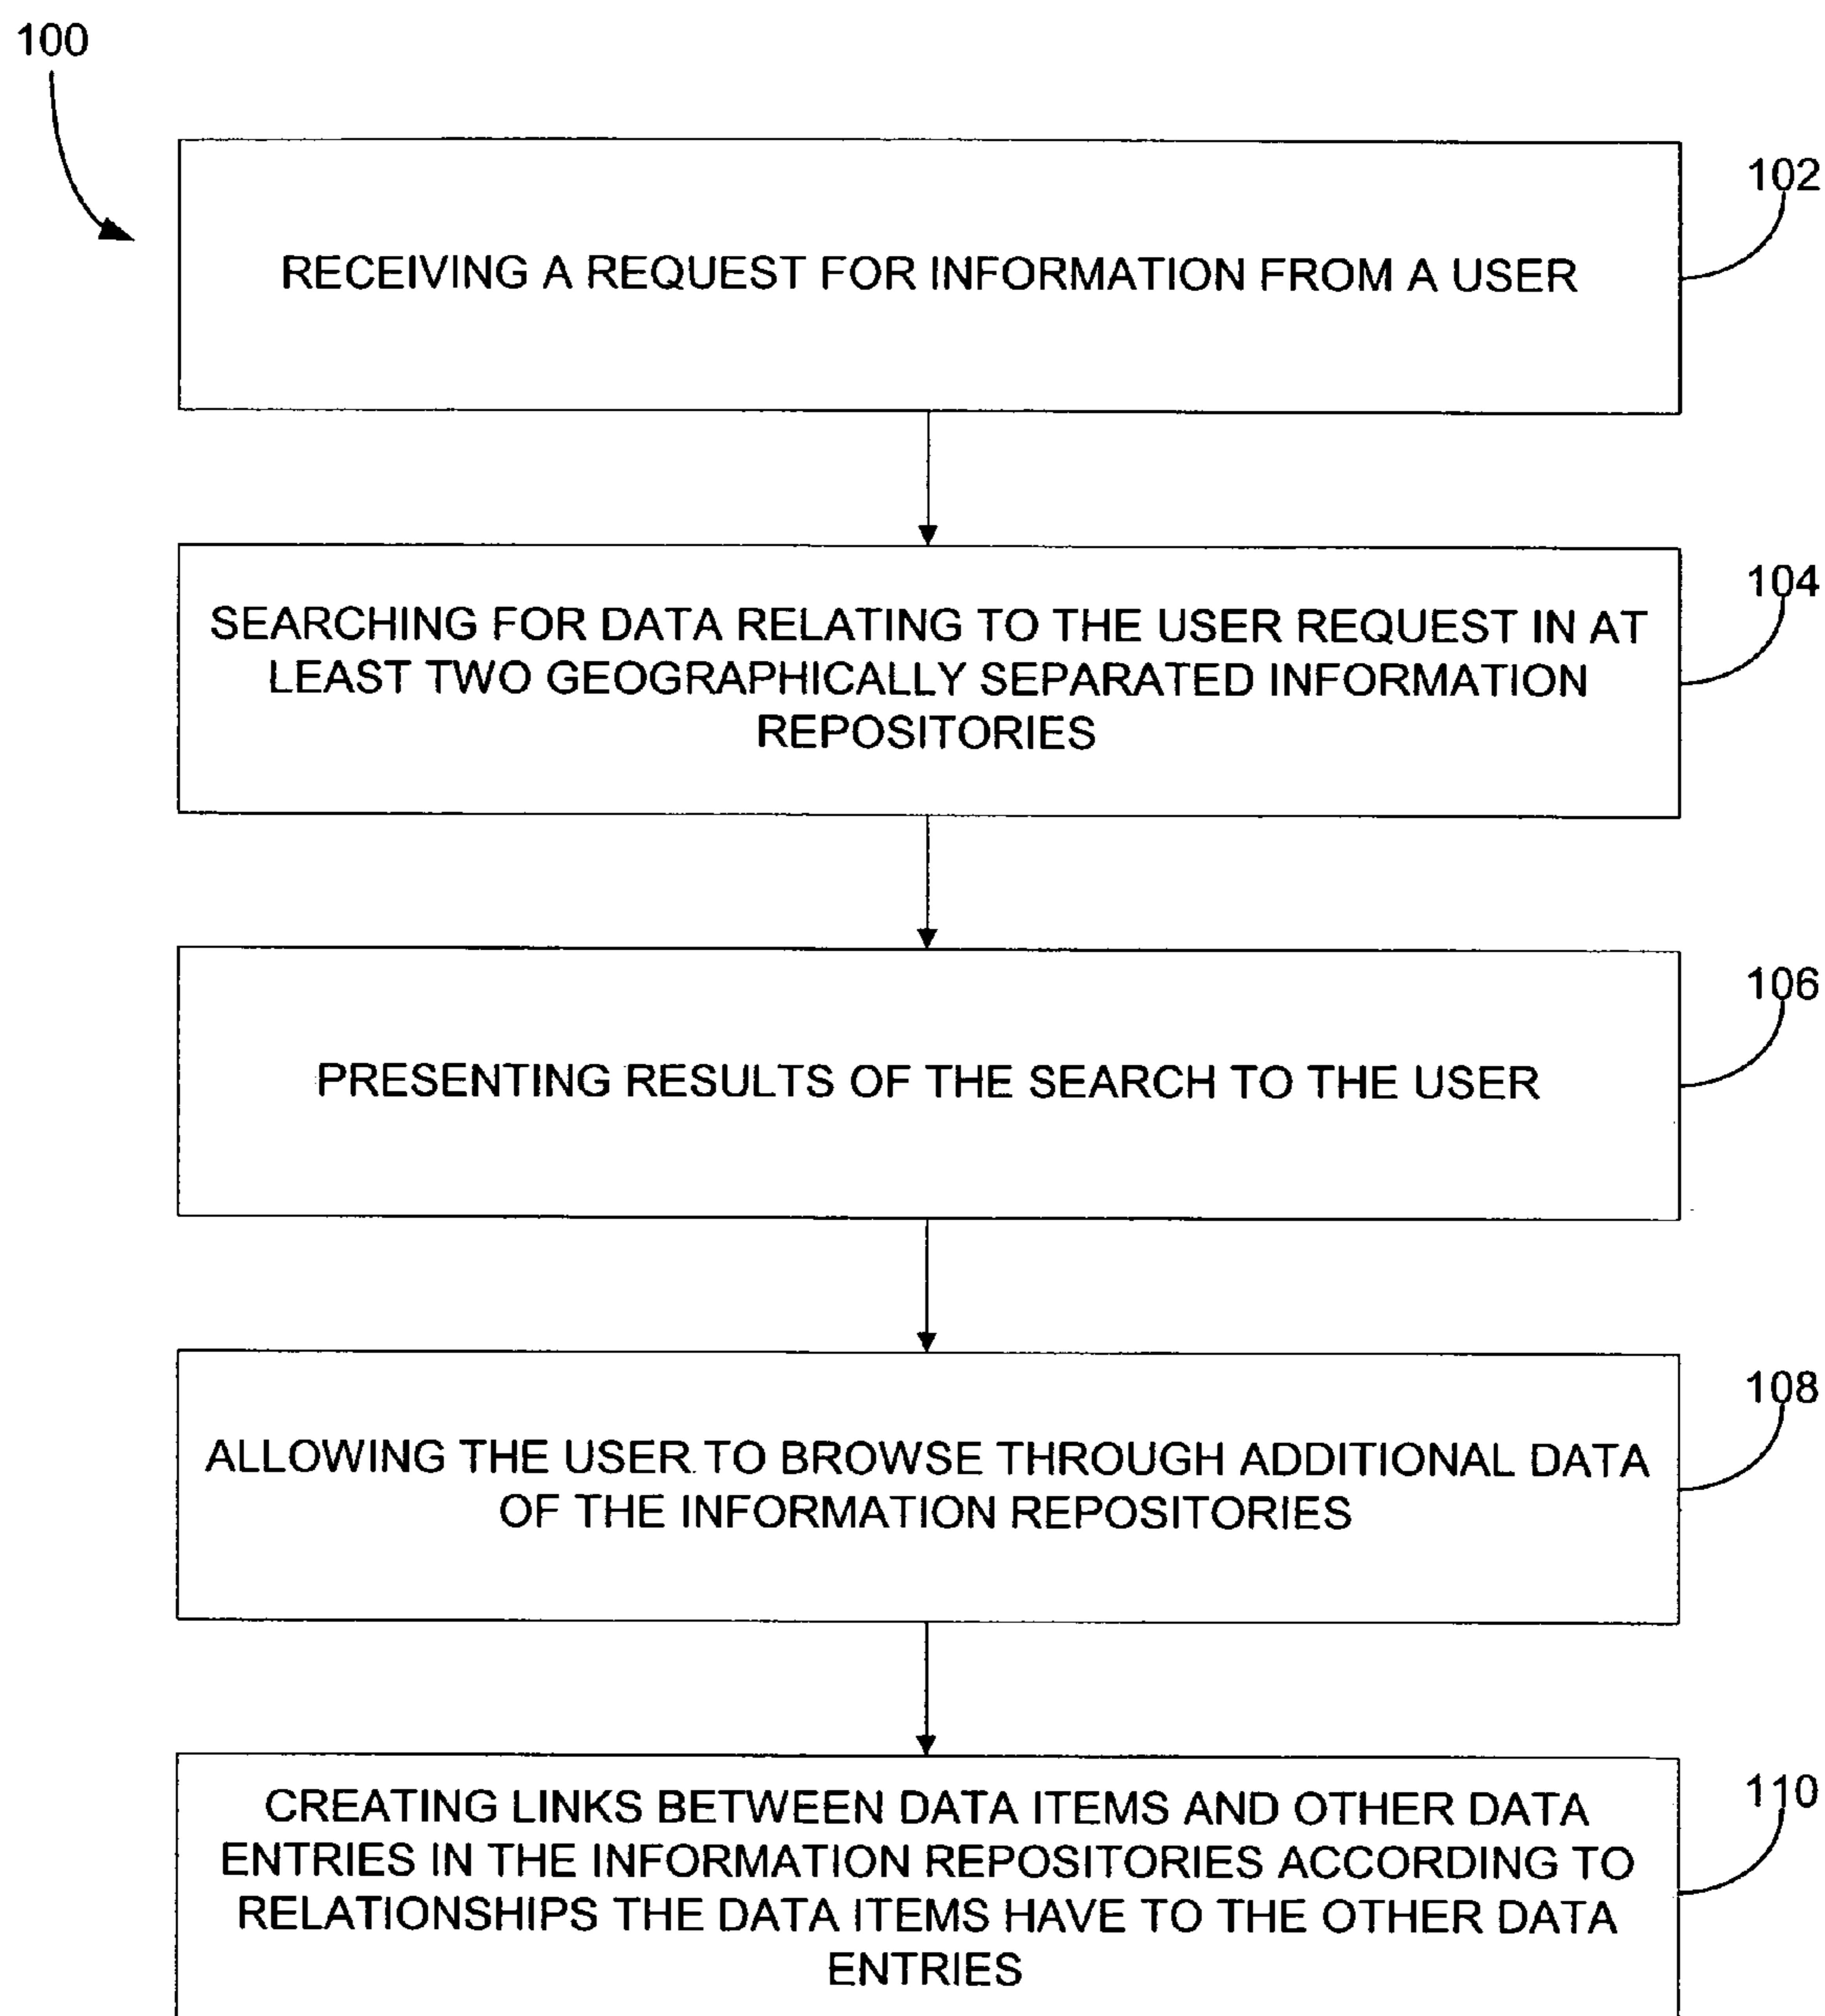 100
102
RECEIVING A REQUEST FOR INFORMATION FROM A USER
104
SEARCHING FOR DATA RELATING TO THE USER REQUEST IN AT
LEAST TWO GEOGRAPHICALLY SEPARATED INFORMATION
REPOSITORIES
106
PRESENTING RESULTS OF THE SEARCH TO THE USER
108
ALLOWING THE USER TO BROWSE THROUGH ADDITIONAL DATA
OF THE INFORMATION REPOSITORIES
110
CREATING LINKS BETWEEN DATA ITEMS AND OTHER DATA
ENTRIES IN THE INFORMATION REPOSITORIES ACCORDING TO
RELATIONSHIPS THE DATA ITEMS HAVE TO THE OTHER DATA
ENTRIES